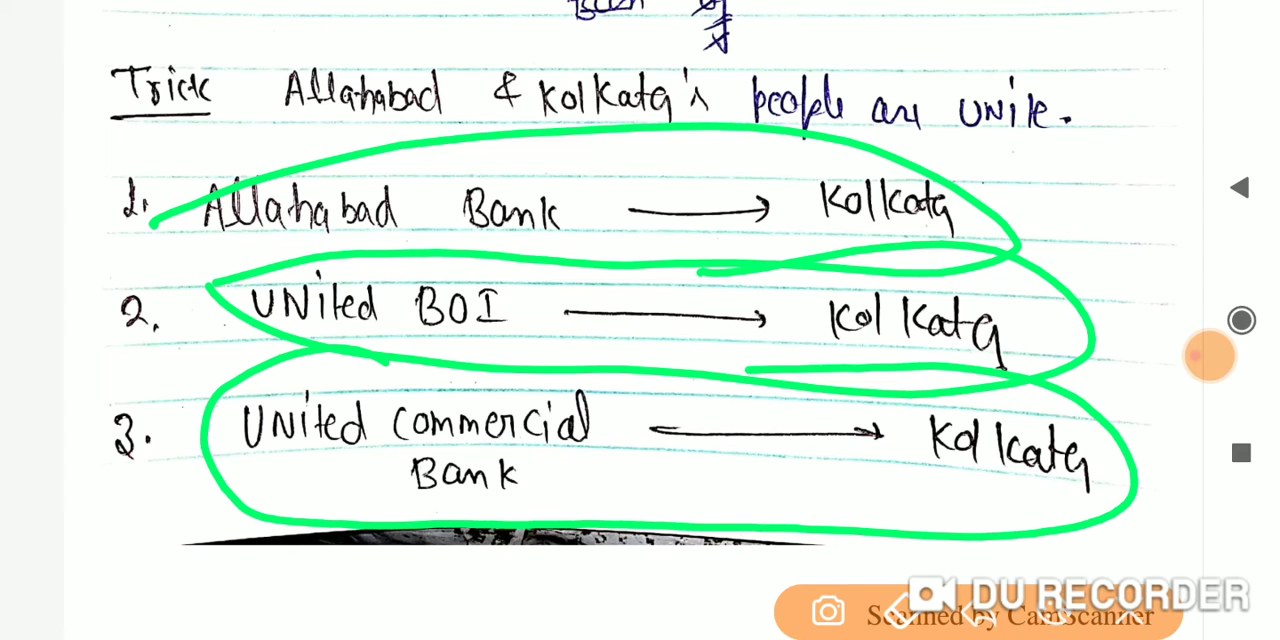 Trick Allahabad & Kolkata's people are unite.
1. Allahabad Bank → Kolkata
2. United BOI → Kolkata
3. United Commercial → Kolkata
Bank
DU RECORDER
Scanned by CamScanner